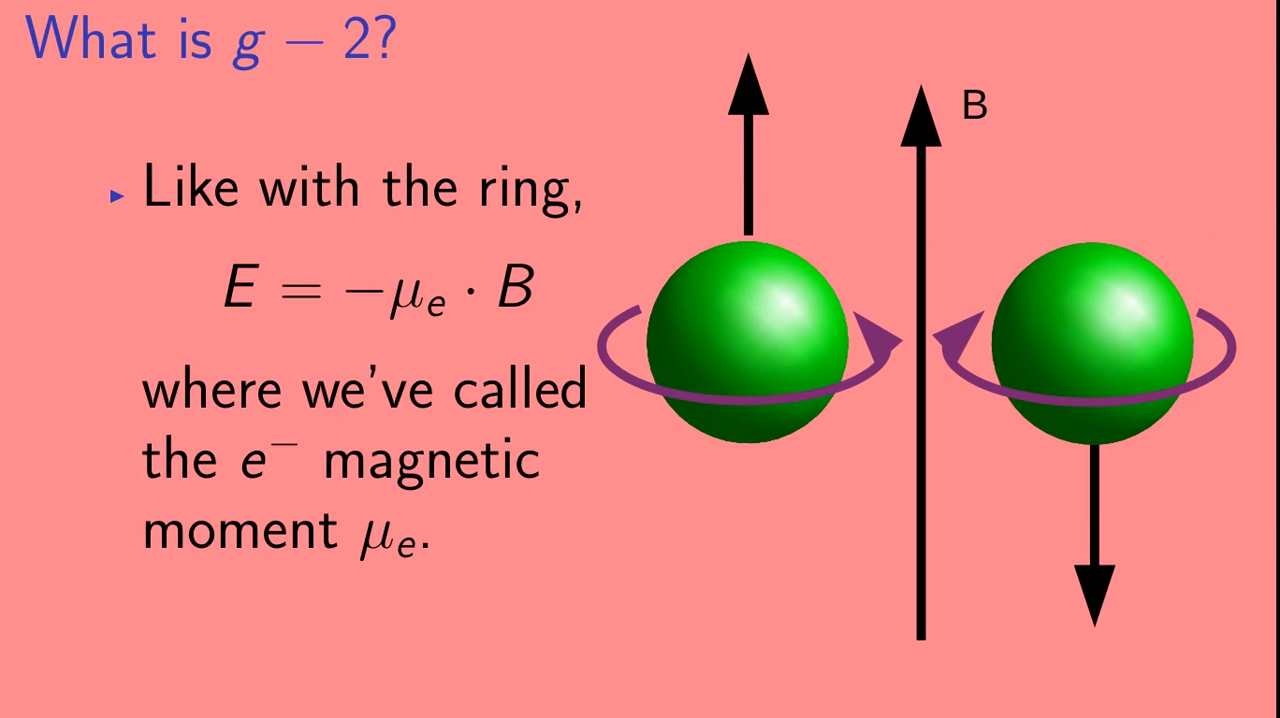 What is g − 2?
B
▸ Like with the ring,
E = −μₑ · B
where we've called
the e⁻ magnetic
moment μₑ.